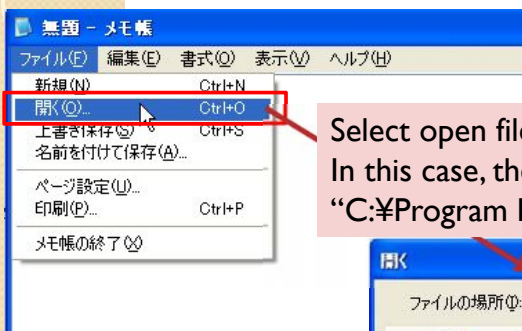 無題 - メモ帳
ファイル(F) 編集(E) 書式(O) 表示(V) ヘルプ(H)
新規(N) Ctrl+N
開く(O)... Ctrl+O
上書き保存(S) Ctrl+S
名前を付けて保存(A)...
ページ設定(U)...
印刷(P)... Ctrl+P
メモ帳の終了(X)
Select open file
In this case, the
“C:¥Program
開く
ファイルの場所(I):